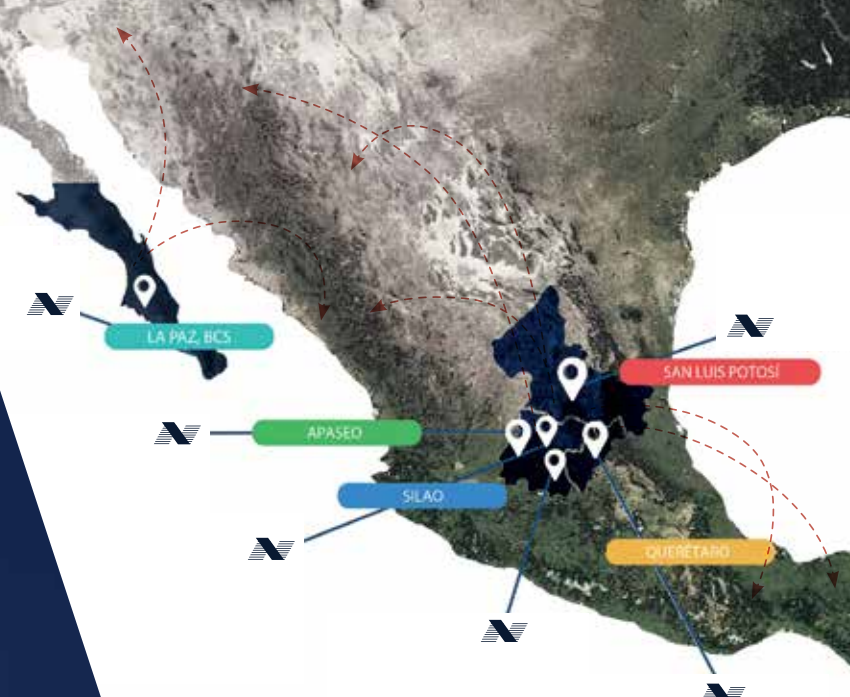 LA PAZ, BCS
SAN LUIS POTOSÍ
APASEO
SILAO
QUERÉTARO